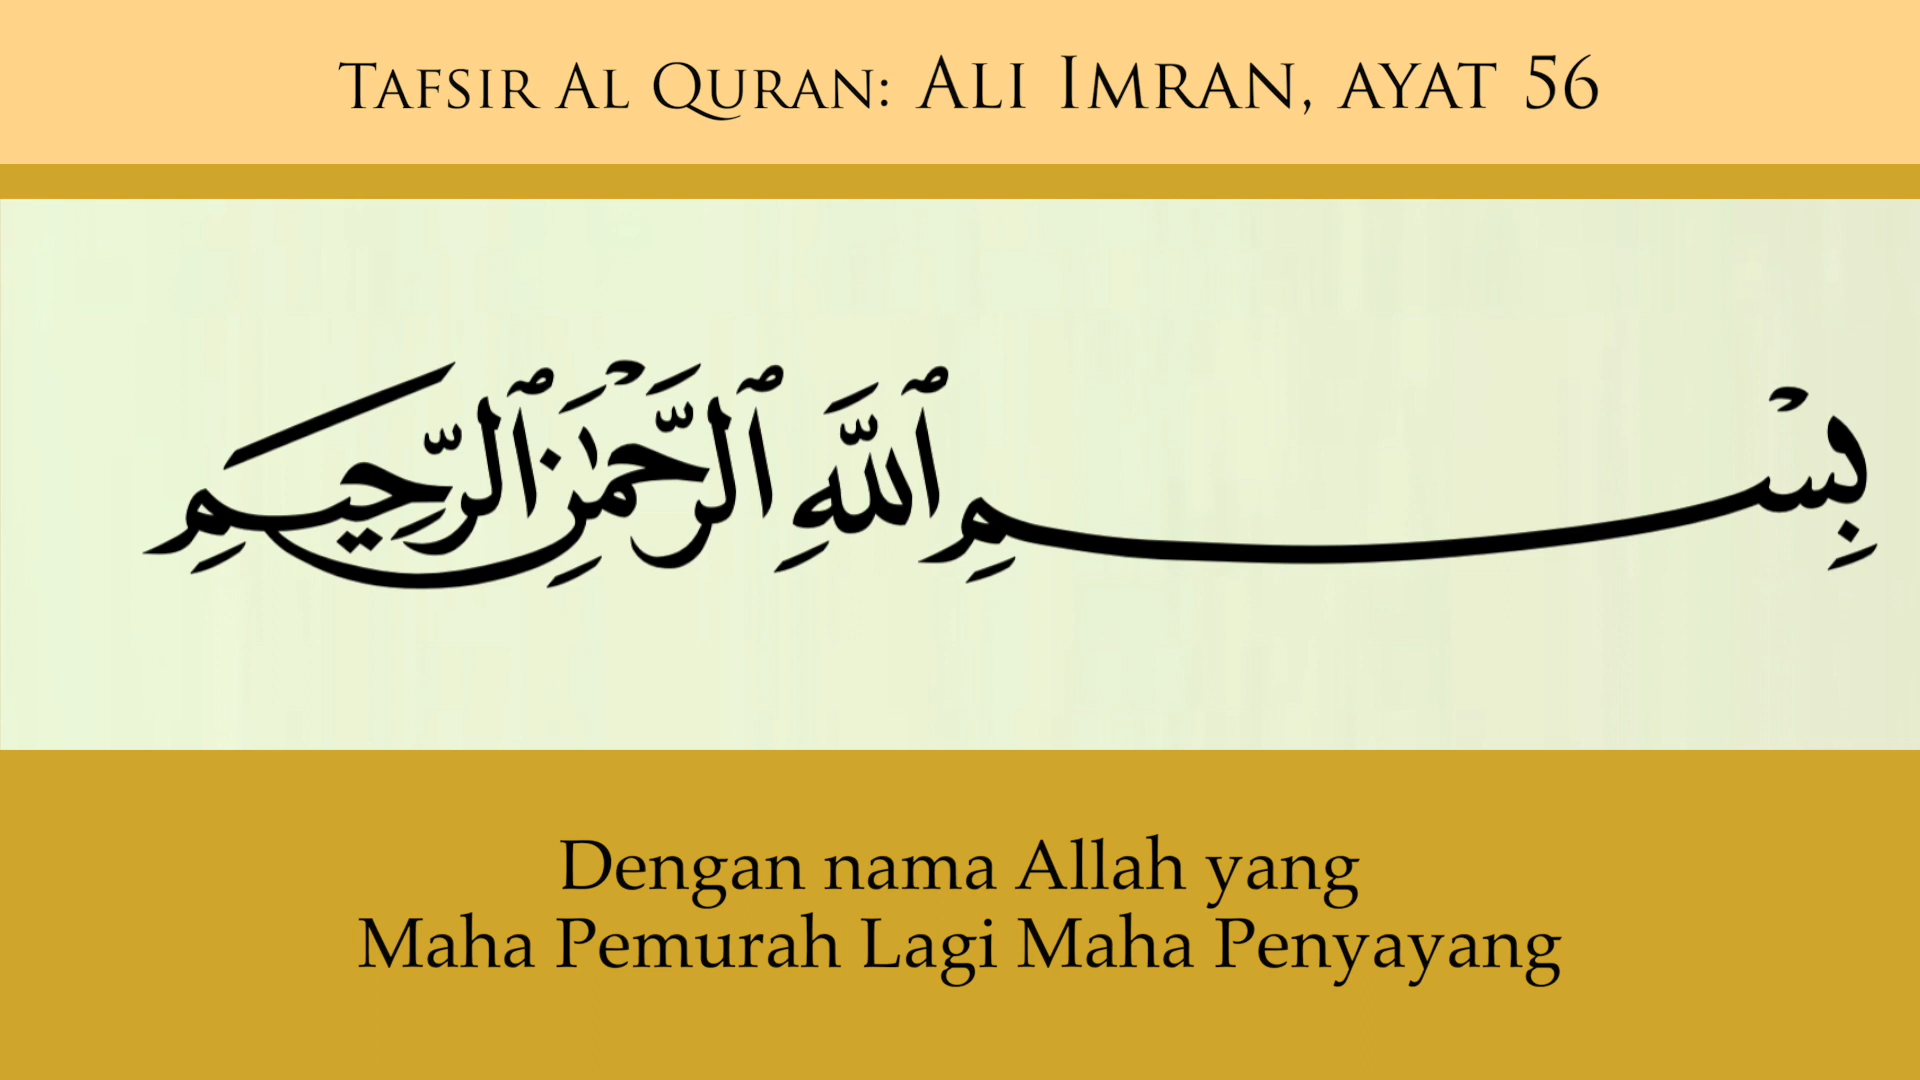 Tafsir Al Quran: Ali Imran, ayat 56
بِسْمِ ٱللَّهِ ٱلرَّحْمَٰنِ ٱلرَّحِيمِ
Dengan nama Allah yang
Maha Pemurah Lagi Maha Penyayang